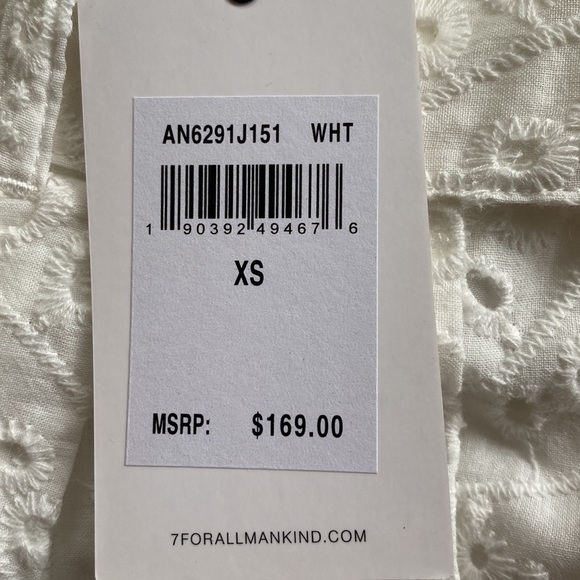 AN6291J151 WHT
1 90392 49467 6
XS
MSRP: $169.00
7FORALLMANKIND.COM